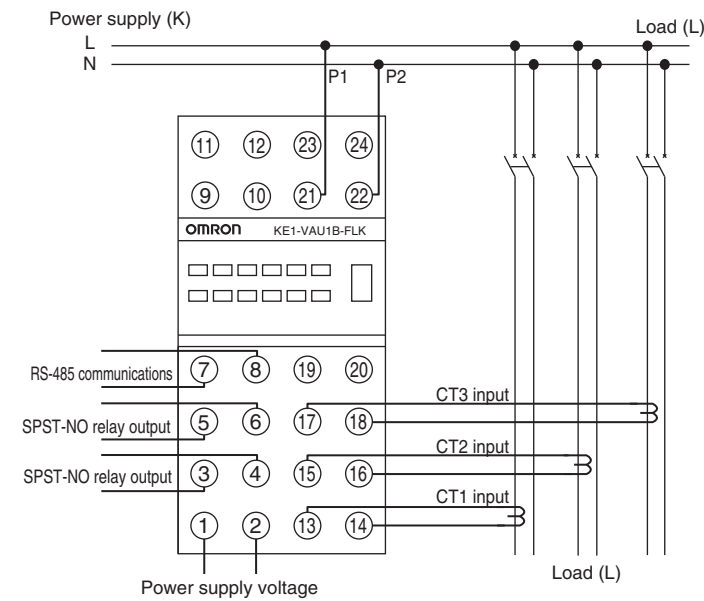 Power supply (K)
Load (L)
L
N
P1 P2
11 12 23 24
9 10 21 22
OMRON KE1-VAU1B-FLK
RS-485 communications 7 8 19 20
CT3 input
SPST-NO relay output 5 6 17 18
CT2 input
SPST-NO relay output 3 4 15 16
CT1 input
1 2 13 14
Load (L)
Power supply voltage